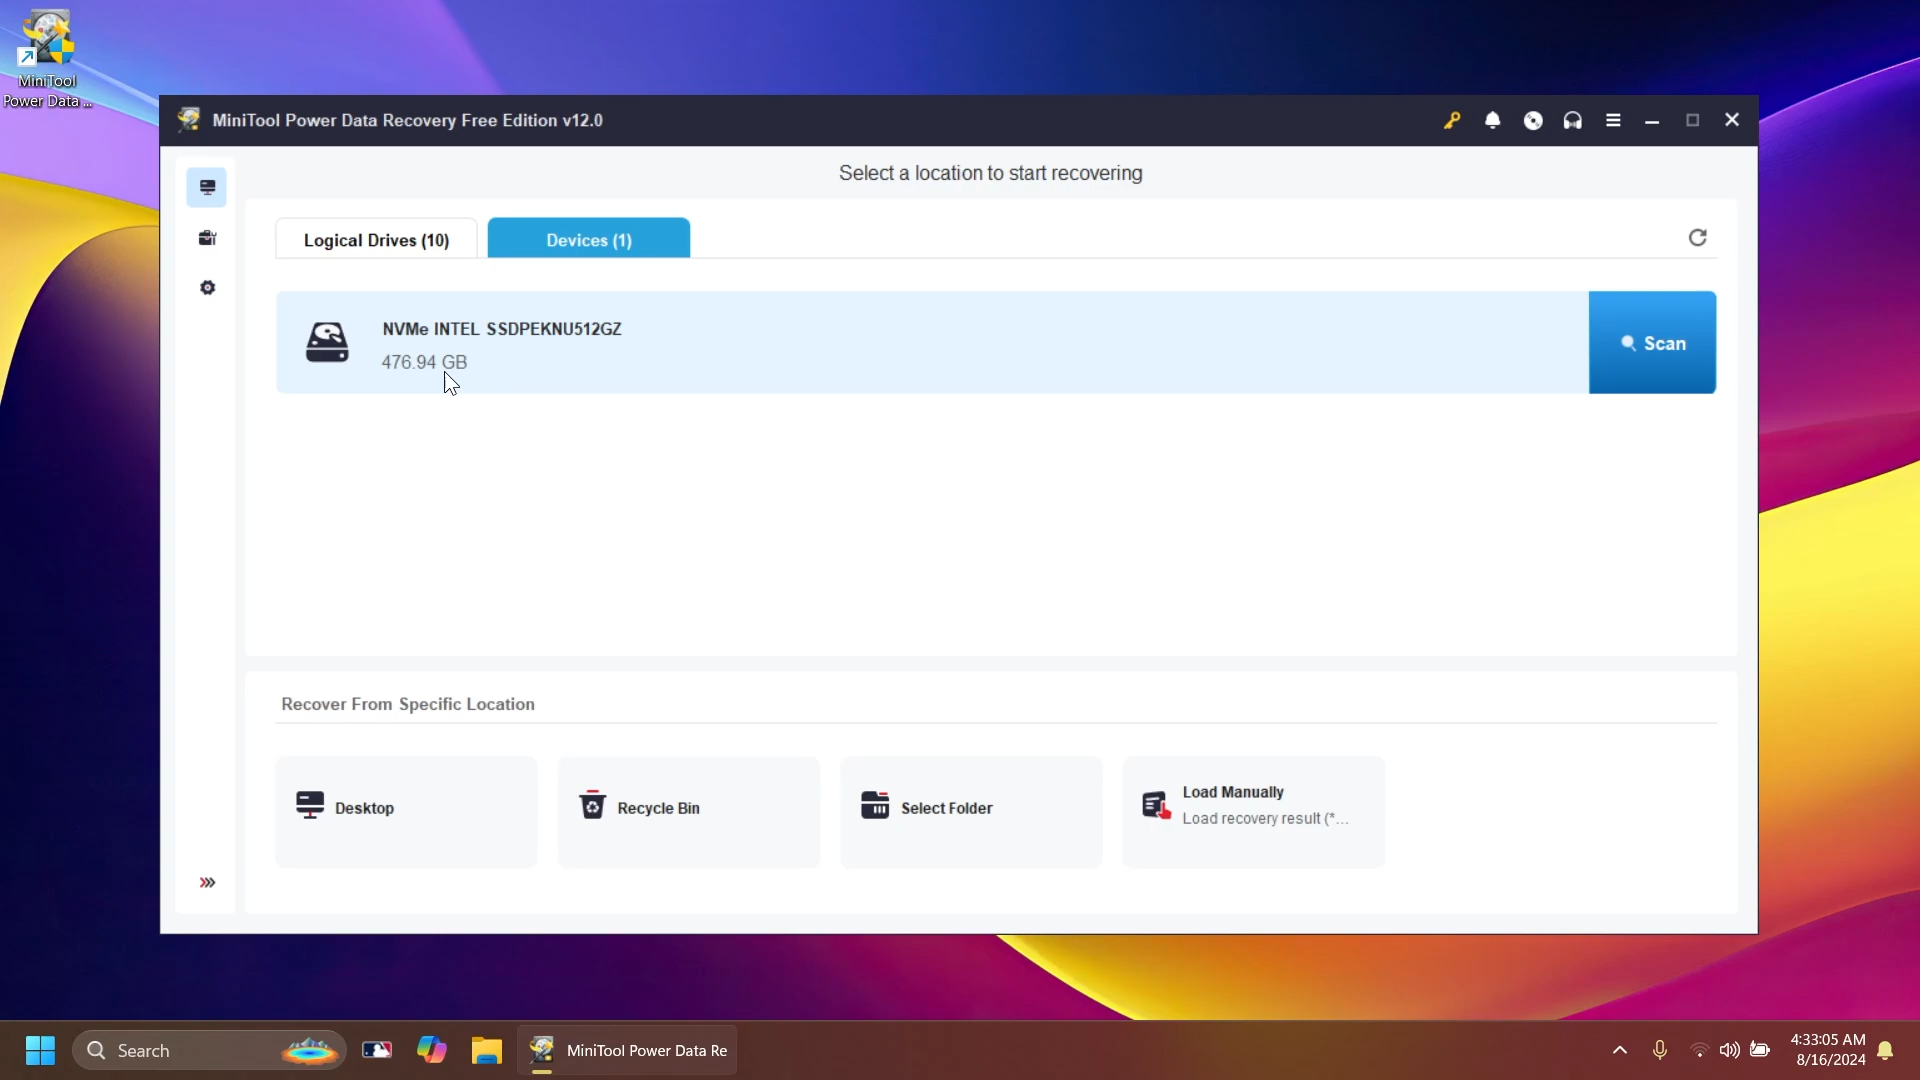 MiniTool
Power Data ...
MiniTool Power Data Recovery Free Edition v12.0
Select a location to start recovering
Logical Drives (10)
Devices (1)
NVMe INTEL SSDPEKNU512GZ
476.94 GB
Scan
Recover From Specific Location
Desktop
Recycle Bin
Select Folder
Load Manually
Load recovery result (*...
Search
MiniTool Power Data Re
4:33:05 AM
8/16/2024